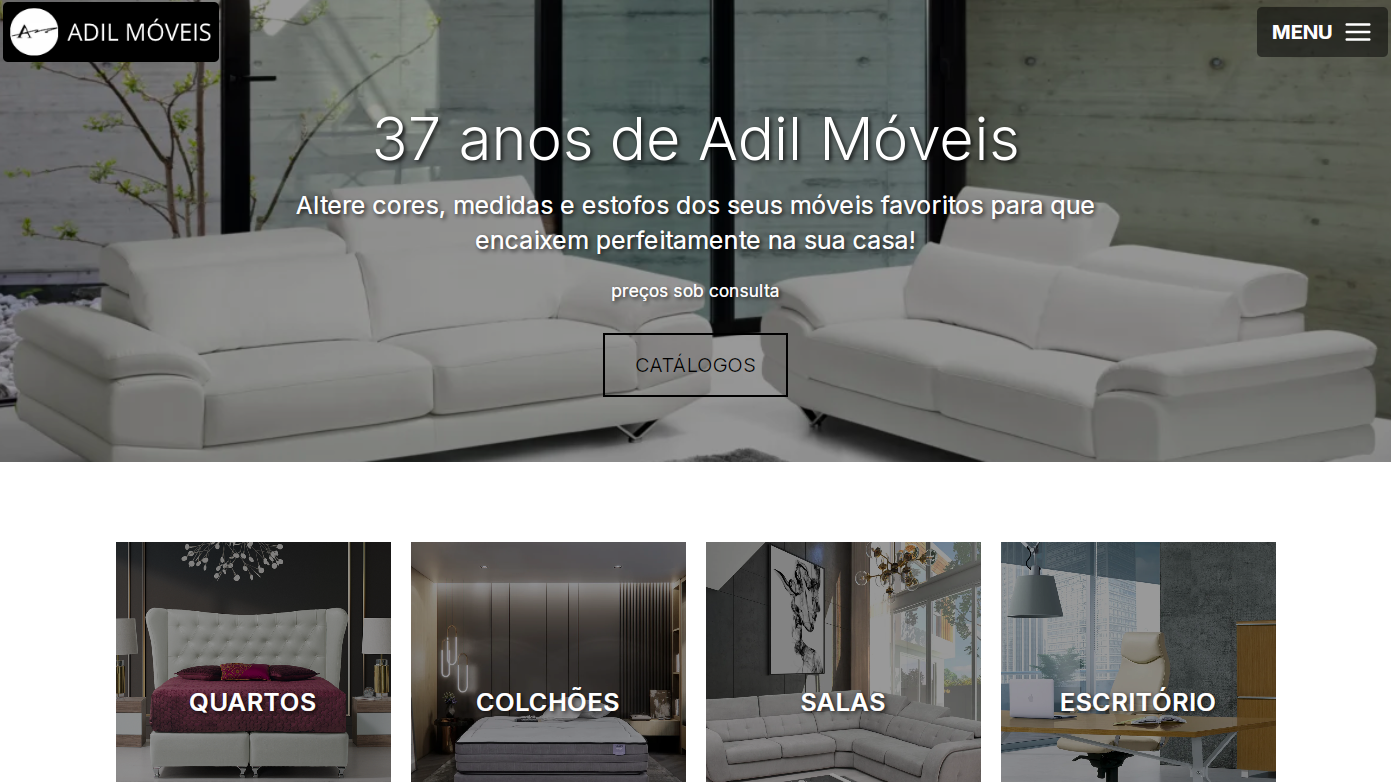 ADIL MÓVEIS
MENU
37 anos de Adil Móveis
Altere cores, medidas e estofos dos seus móveis favoritos para que
encaixem perfeitamente na sua casa!
preços sob consulta
CATÁLOGOS
QUARTOS
COLCHÕES
SALAS
ESCRITÓRIO